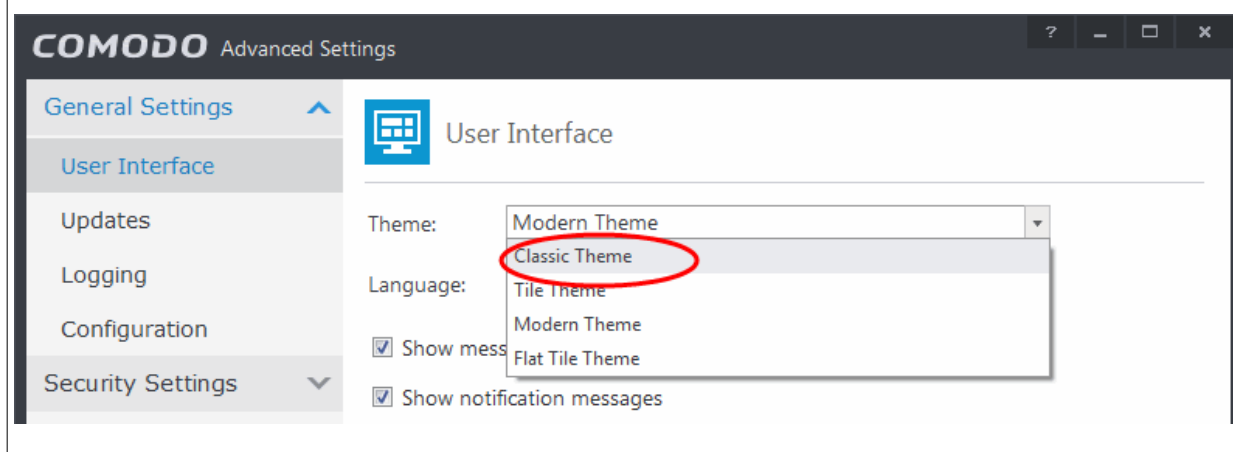 COMODO Advanced Settings
? _ □ ×
General Settings
User Interface
Updates
Logging
Configuration
Security Settings
User Interface
Theme: Modern Theme
Classic Theme
Language:
Tile Theme
Modern Theme
Show mess
Flat Tile Theme
Show notification messages